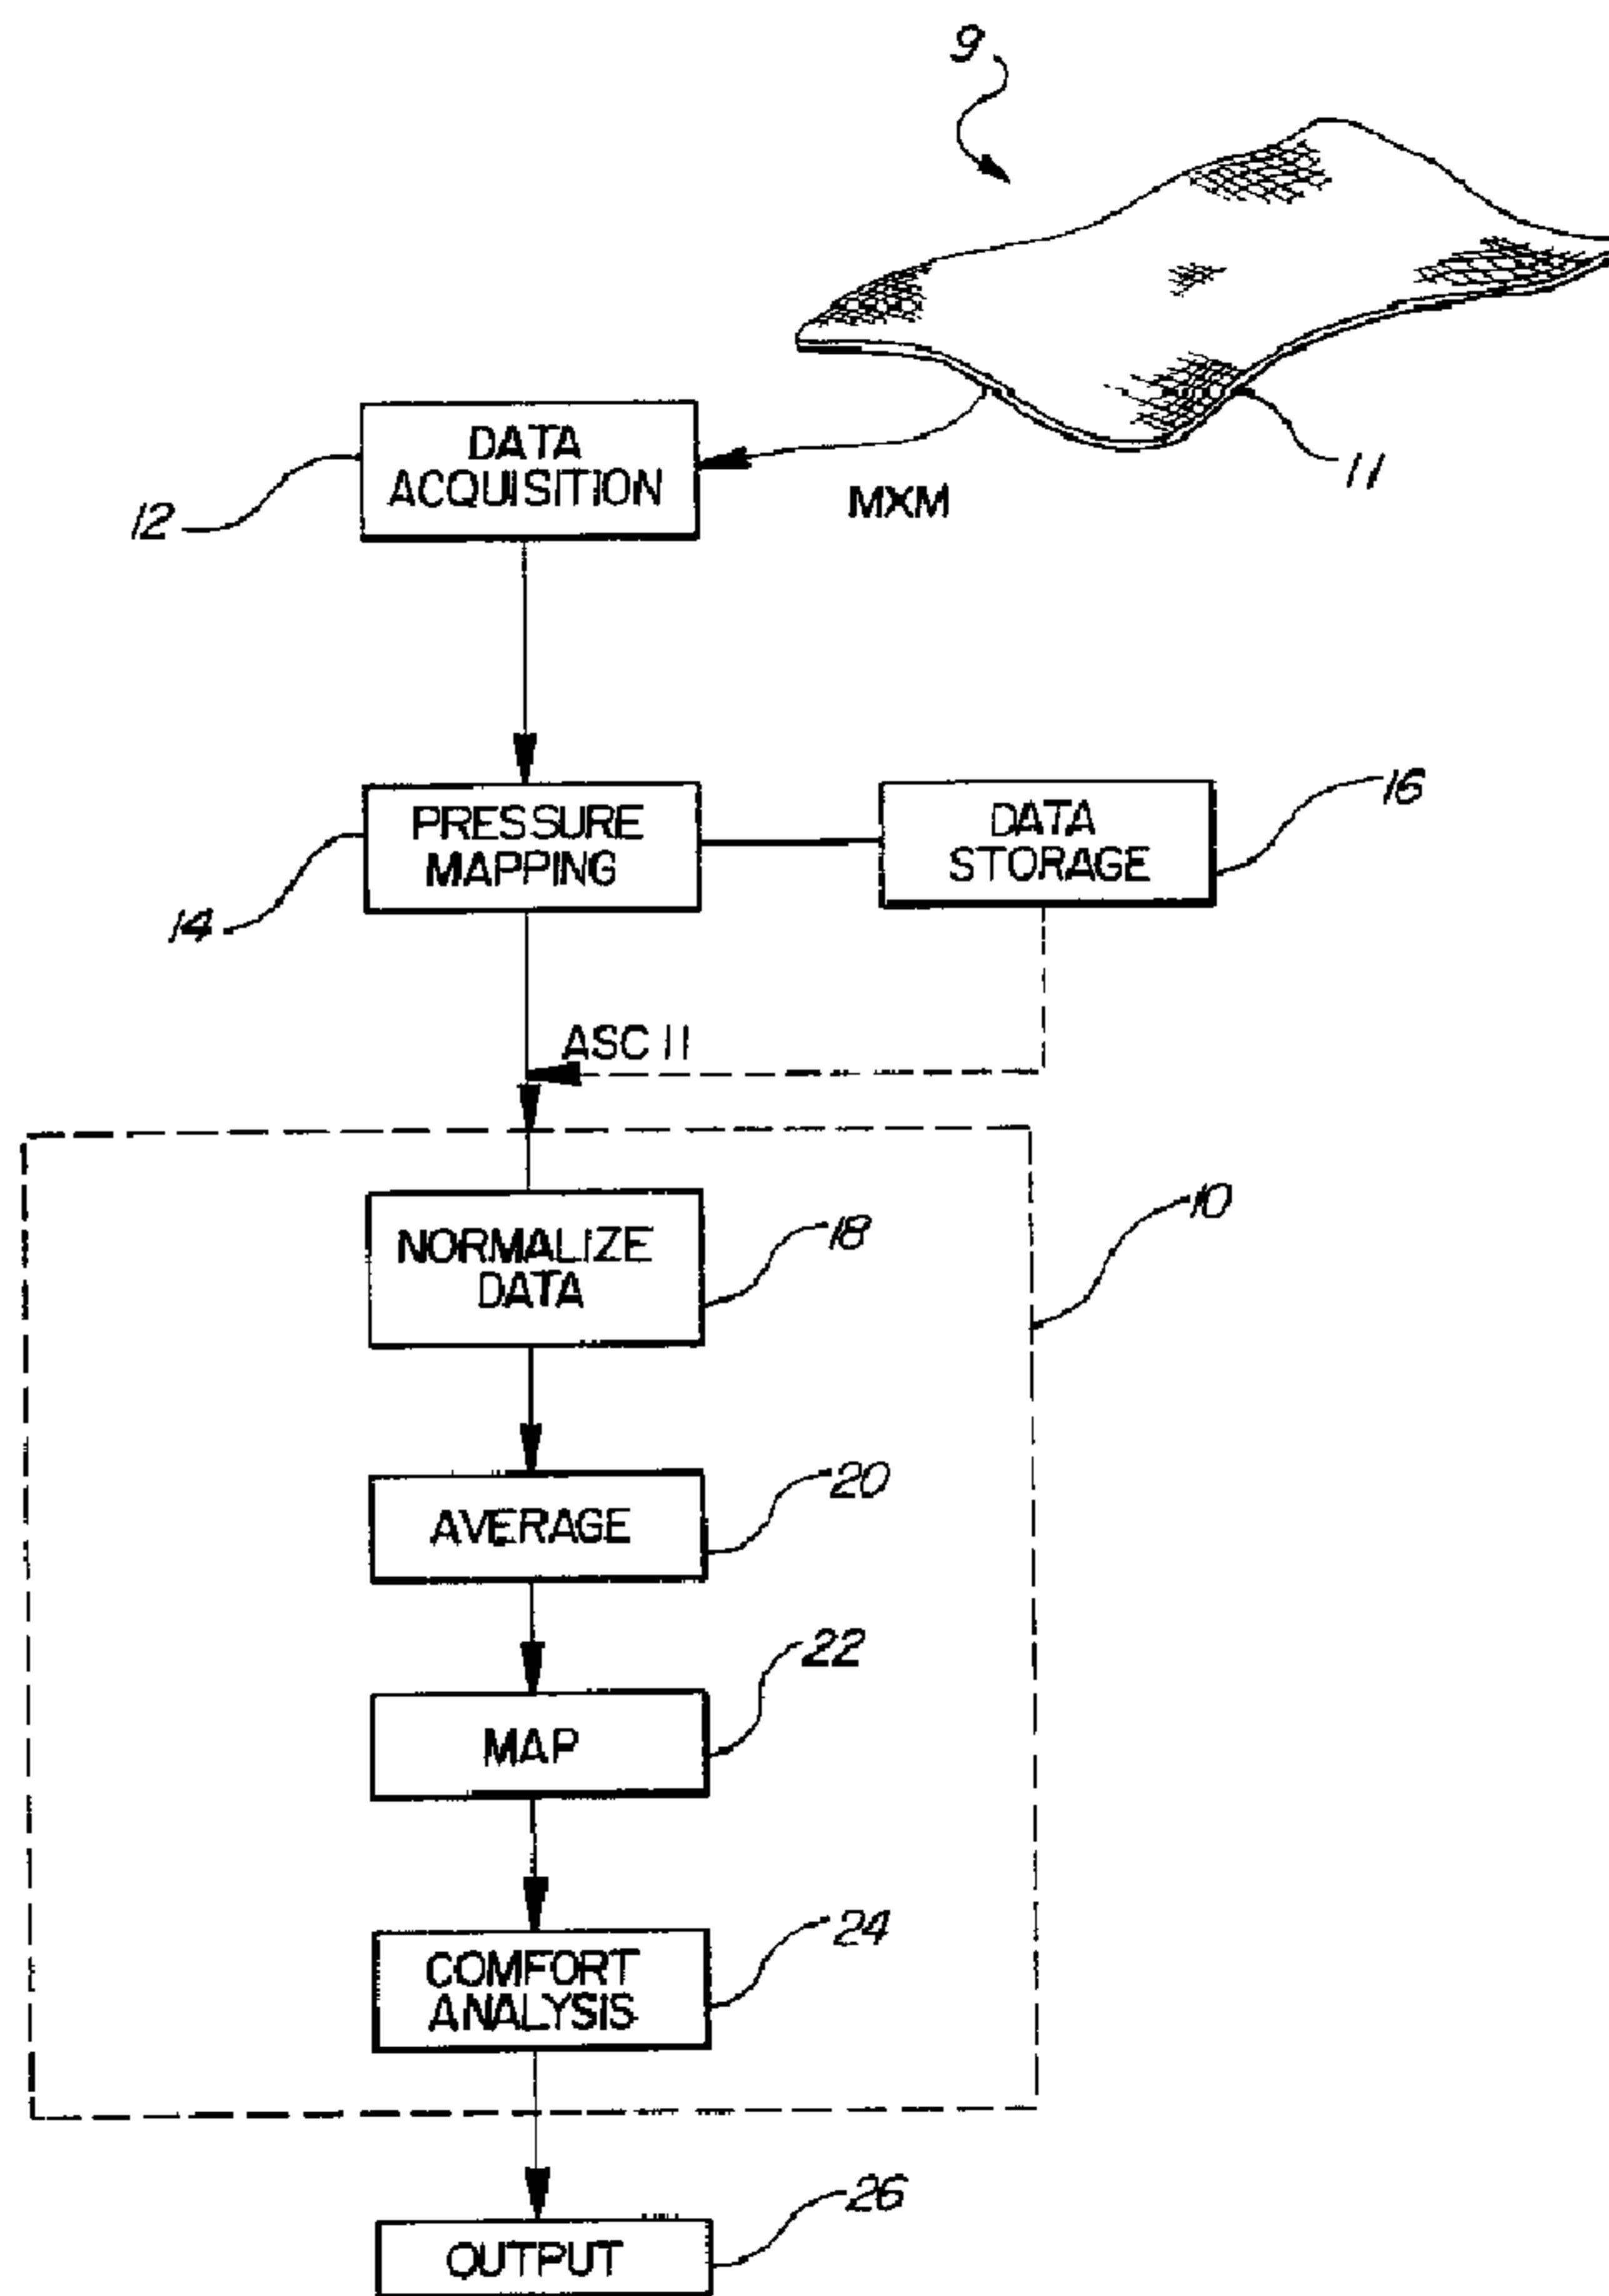 9
11
DATA
ACQUISITION
12
MXM
PRESSURE
MAPPING
14
DATA
STORAGE
16
ASC II
10
NORMALIZE
DATA
18
AVERAGE
20
MAP
22
COMFORT
ANALYSIS
24
OUTPUT
26